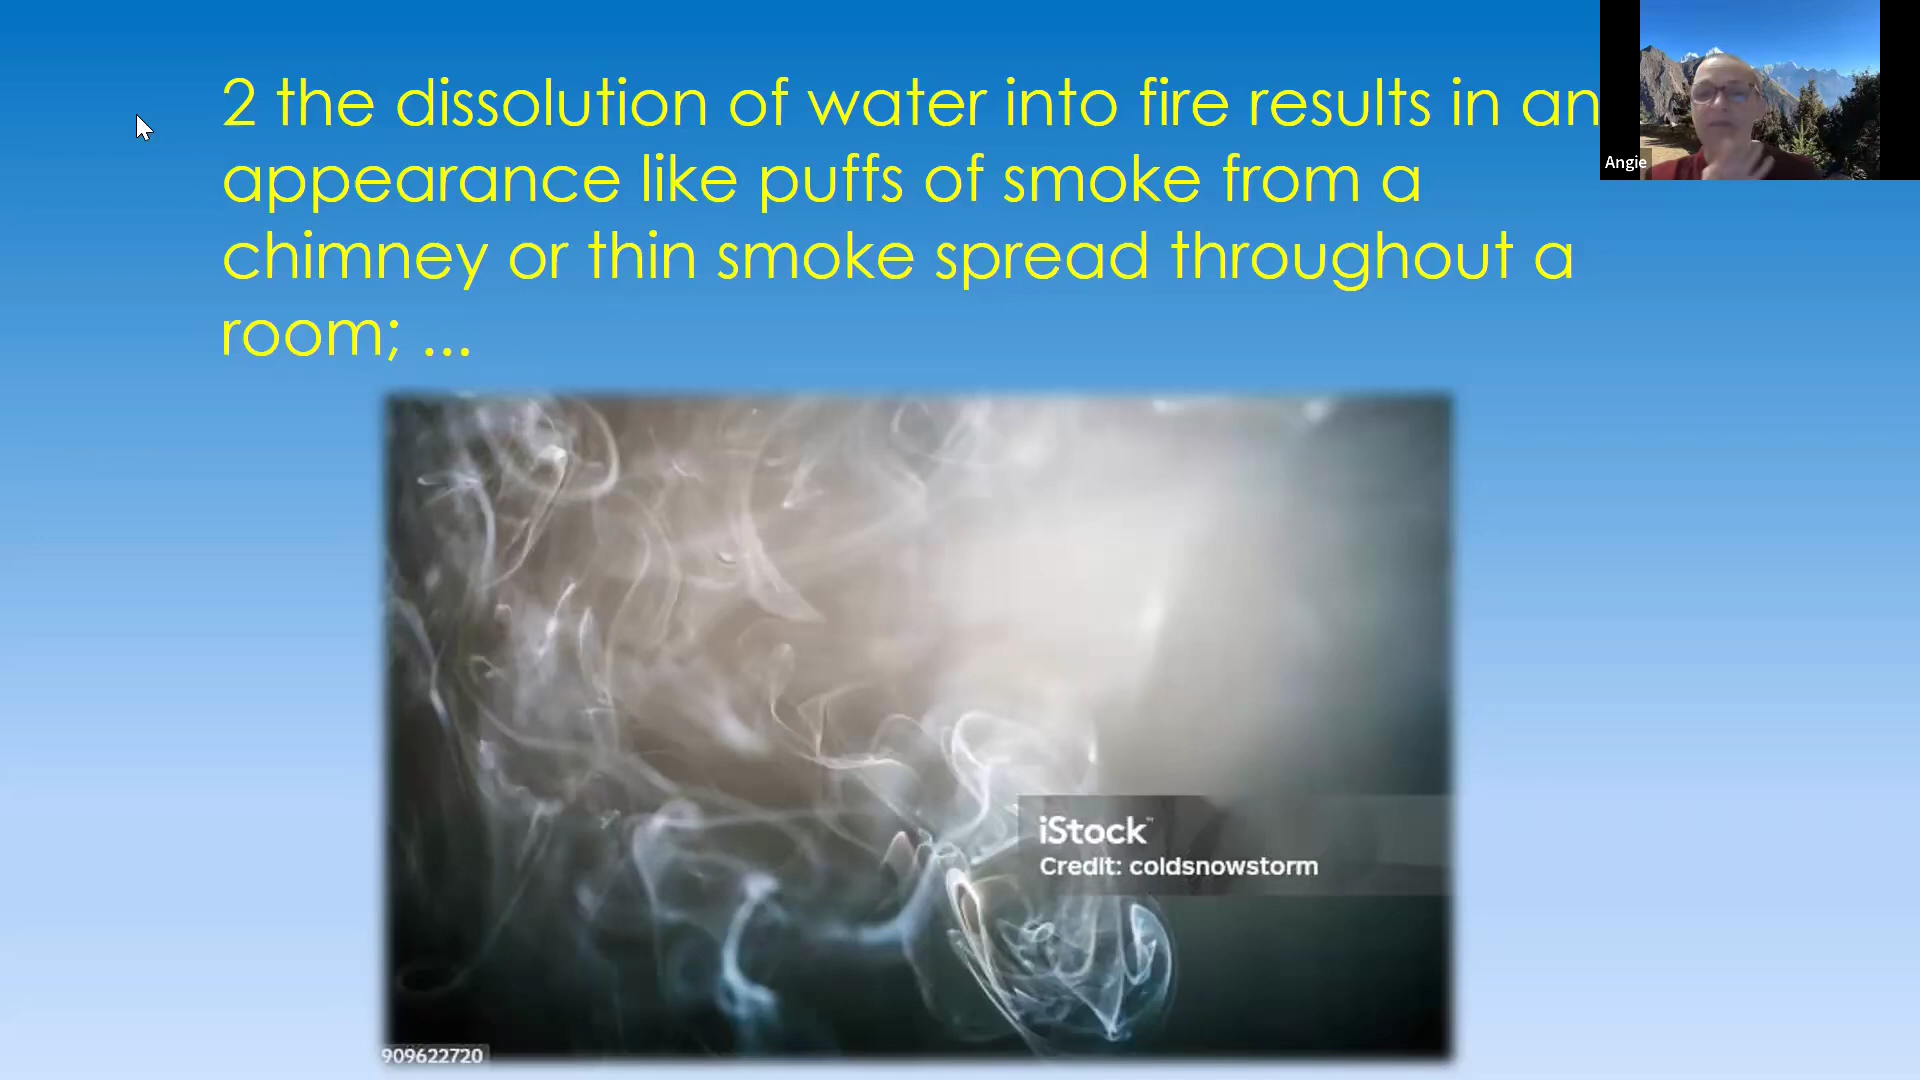 2 the dissolution of water into fire results in an
appearance like puffs of smoke from a
chimney or thin smoke spread throughout a
room; ...
Angie
iStock™
Credit: coldsnowstorm
909622720